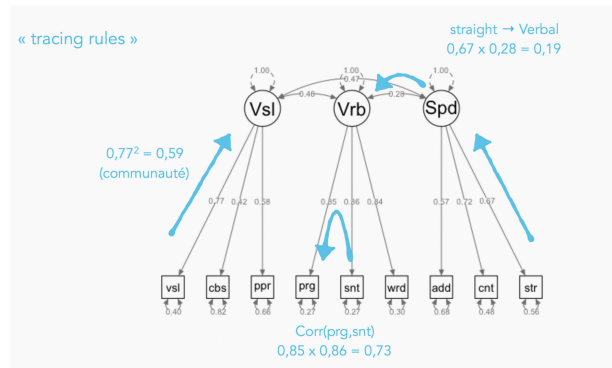 « tracing rules »
straight → Verbal
0,67 x 0,28 = 0,19
1.00 1.00 1.00
0.47
0.46 0.28
Vsl Vrb Spd
0,77² = 0,59
(communauté)
0.77 0.42 0.58 0.85 0.86 0.84 0.57 0.72 0.67
vsl cbs ppr prg snt wrd add cnt str
0.40 0.82 0.66 0.27 0.27 0.30 0.68 0.48 0.56
Corr(prg,snt)
0,85 x 0,86 = 0,73